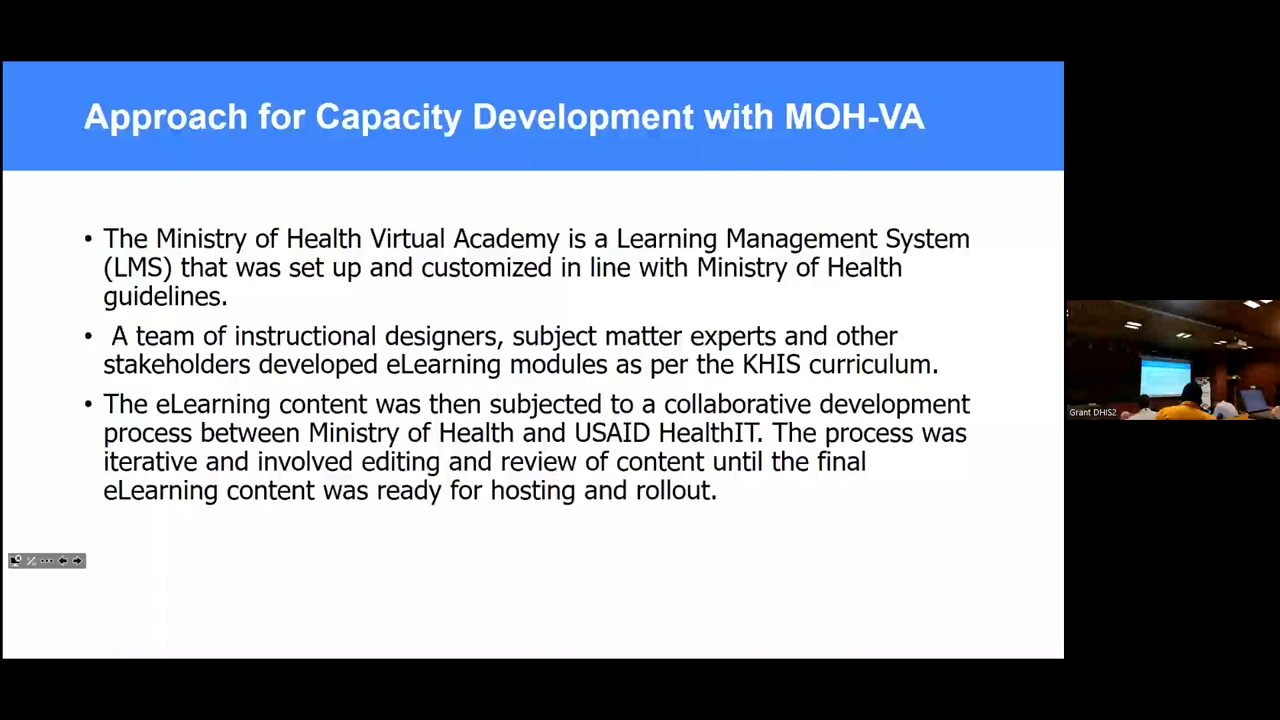 Approach for Capacity Development with MOH-VA
• The Ministry of Health Virtual Academy is a Learning Management System
(LMS) that was set up and customized in line with Ministry of Health
guidelines.
• A team of instructional designers, subject matter experts and other
stakeholders developed eLearning modules as per the KHIS curriculum.
• The eLearning content was then subjected to a collaborative development
process between Ministry of Health and USAID HealthIT. The process was
iterative and involved editing and review of content until the final
eLearning content was ready for hosting and rollout.
Grant DHIS2